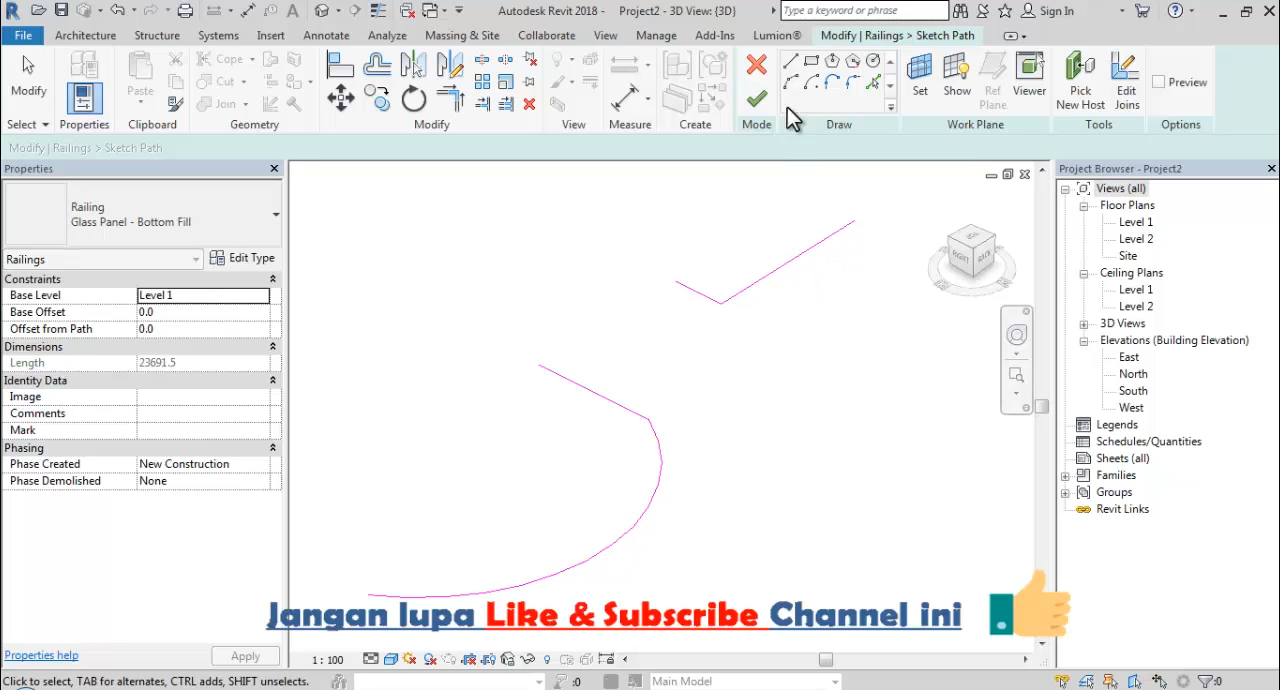 Autodesk Revit 2018 - Project2 - 3D View: {3D}
Type a keyword or phrase
Sign In
File Architecture Structure Systems Insert Annotate Analyze Massing & Site Collaborate View Manage Add-Ins Lumion® Modify | Railings > Sketch Path
Modify
Paste
Cope
Cut
Join
Set Show Ref Plane Viewer
Pick New Host
Edit Joins
Preview
Select Properties Clipboard Geometry Modify View Measure Create Mode Draw Work Plane Tools Options
Modify | Railings > Sketch Path
Properties
Railing
Glass Panel - Bottom Fill
Railings
Edit Type
Constraints
Base Level Level 1
Base Offset 0.0
Offset from Path 0.0
Dimensions
Length 23691.5
Identity Data
Image
Comments
Mark
Phasing
Phase Created New Construction
Phase Demolished None
Properties help
Apply
Project Browser - Project2
Views (all)
Floor Plans
Level 1
Level 2
Site
Ceiling Plans
Level 1
Level 2
3D Views
Elevations (Building Elevation)
East
North
South
West
Legends
Schedules/Quantities
Sheets (all)
Families
Groups
Revit Links
Jangan lupa Like & Subscribe Channel ini
1 : 100
Click to select, TAB for alternates, CTRL adds, SHIFT unselects.
:0
Main Model
:0